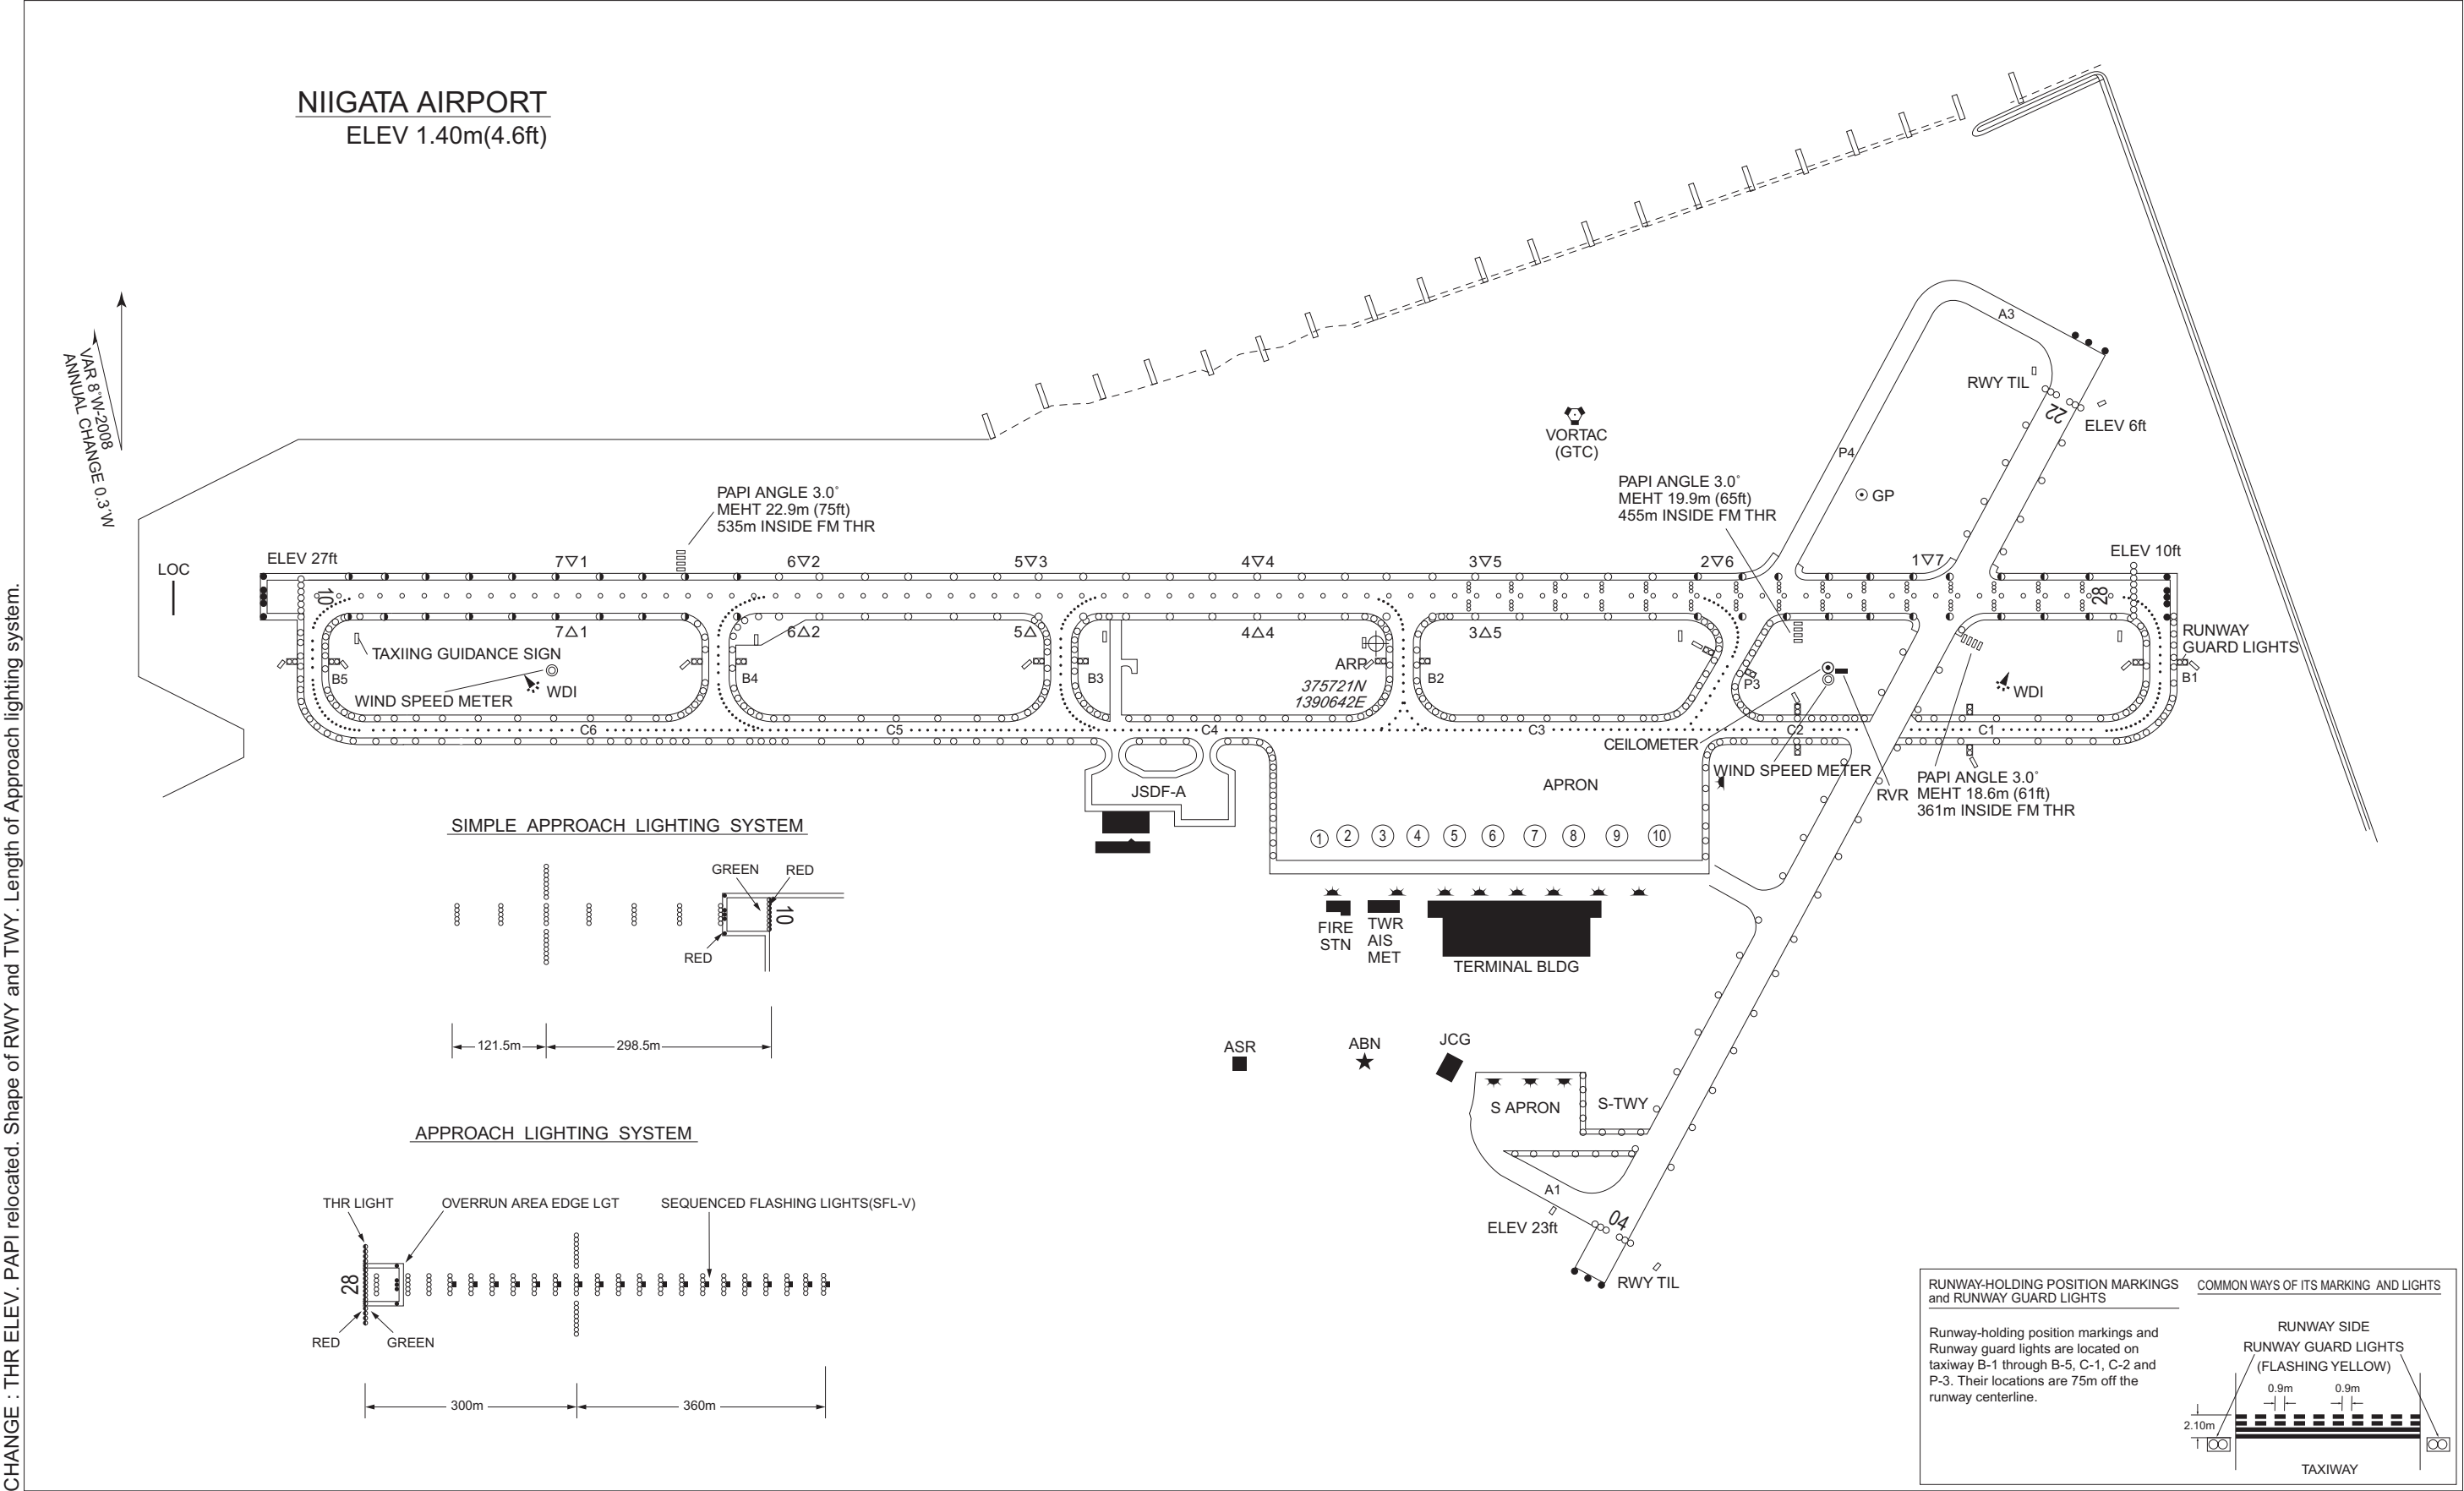 NIIGATA AIRPORT
ELEV 1.40m(4.6ft)
VAR 8˚W-2008
ANNUAL CHANGE 0.3'W
CHANGE : THR ELEV. PAPI relocated. Shape of RWY and TWY . Length of Approach lighting system.
A3
RWY TIL
22
ELEV 6ft
VORTAC
(GTC)
P4
GP
PAPI ANGLE 3.0˚
MEHT 22.9m (75ft)
535m INSIDE FM THR
PAPI ANGLE 3.0˚
MEHT 19.9m (65ft)
455m INSIDE FM THR
LOC
ELEV 27ft
7▽1
6▽2
5▽3
4▽4
3▽5
2▽6
1▽7
ELEV 10ft
10
28
7△1
6△2
5△
4△4
3△5
TAXIING GUIDANCE SIGN
RUNWAY
GUARD LIGHTS
ARP
375721N
1390642E
B5
B4
B3
B2
P3
B1
WIND SPEED METER
WDI
WDI
C6
C5
C4
C3
C2
C1
CEILOMETER
WIND SPEED METER
RVR
PAPI ANGLE 3.0˚
MEHT 18.6m (61ft)
361m INSIDE FM THR
JSDF-A
APRON
1 2 3 4 5 6 7 8 9 10
FIRE
STN
TWR
AIS
MET
TERMINAL BLDG
SIMPLE APPROACH LIGHTING SYSTEM
GREEN
RED
10
RED
121.5m
298.5m
ASR
ABN
JCG
S APRON
S-TWY
A1
04
ELEV 23ft
RWY TIL
APPROACH LIGHTING SYSTEM
THR LIGHT
OVERRUN AREA EDGE LGT
SEQUENCED FLASHING LIGHTS(SFL-V)
28
RED
GREEN
300m
360m
RUNWAY-HOLDING POSITION MARKINGS
and RUNWAY GUARD LIGHTS
Runway-holding position markings and
Runway guard lights are located on
taxiway B-1 through B-5, C-1, C-2 and
P-3. Their locations are 75m off the
runway centerline.
COMMON WAYS OF ITS MARKING AND LIGHTS
RUNWAY SIDE
RUNWAY GUARD LIGHTS
(FLASHING YELLOW)
0.9m
0.9m
2.10m
TAXIWAY